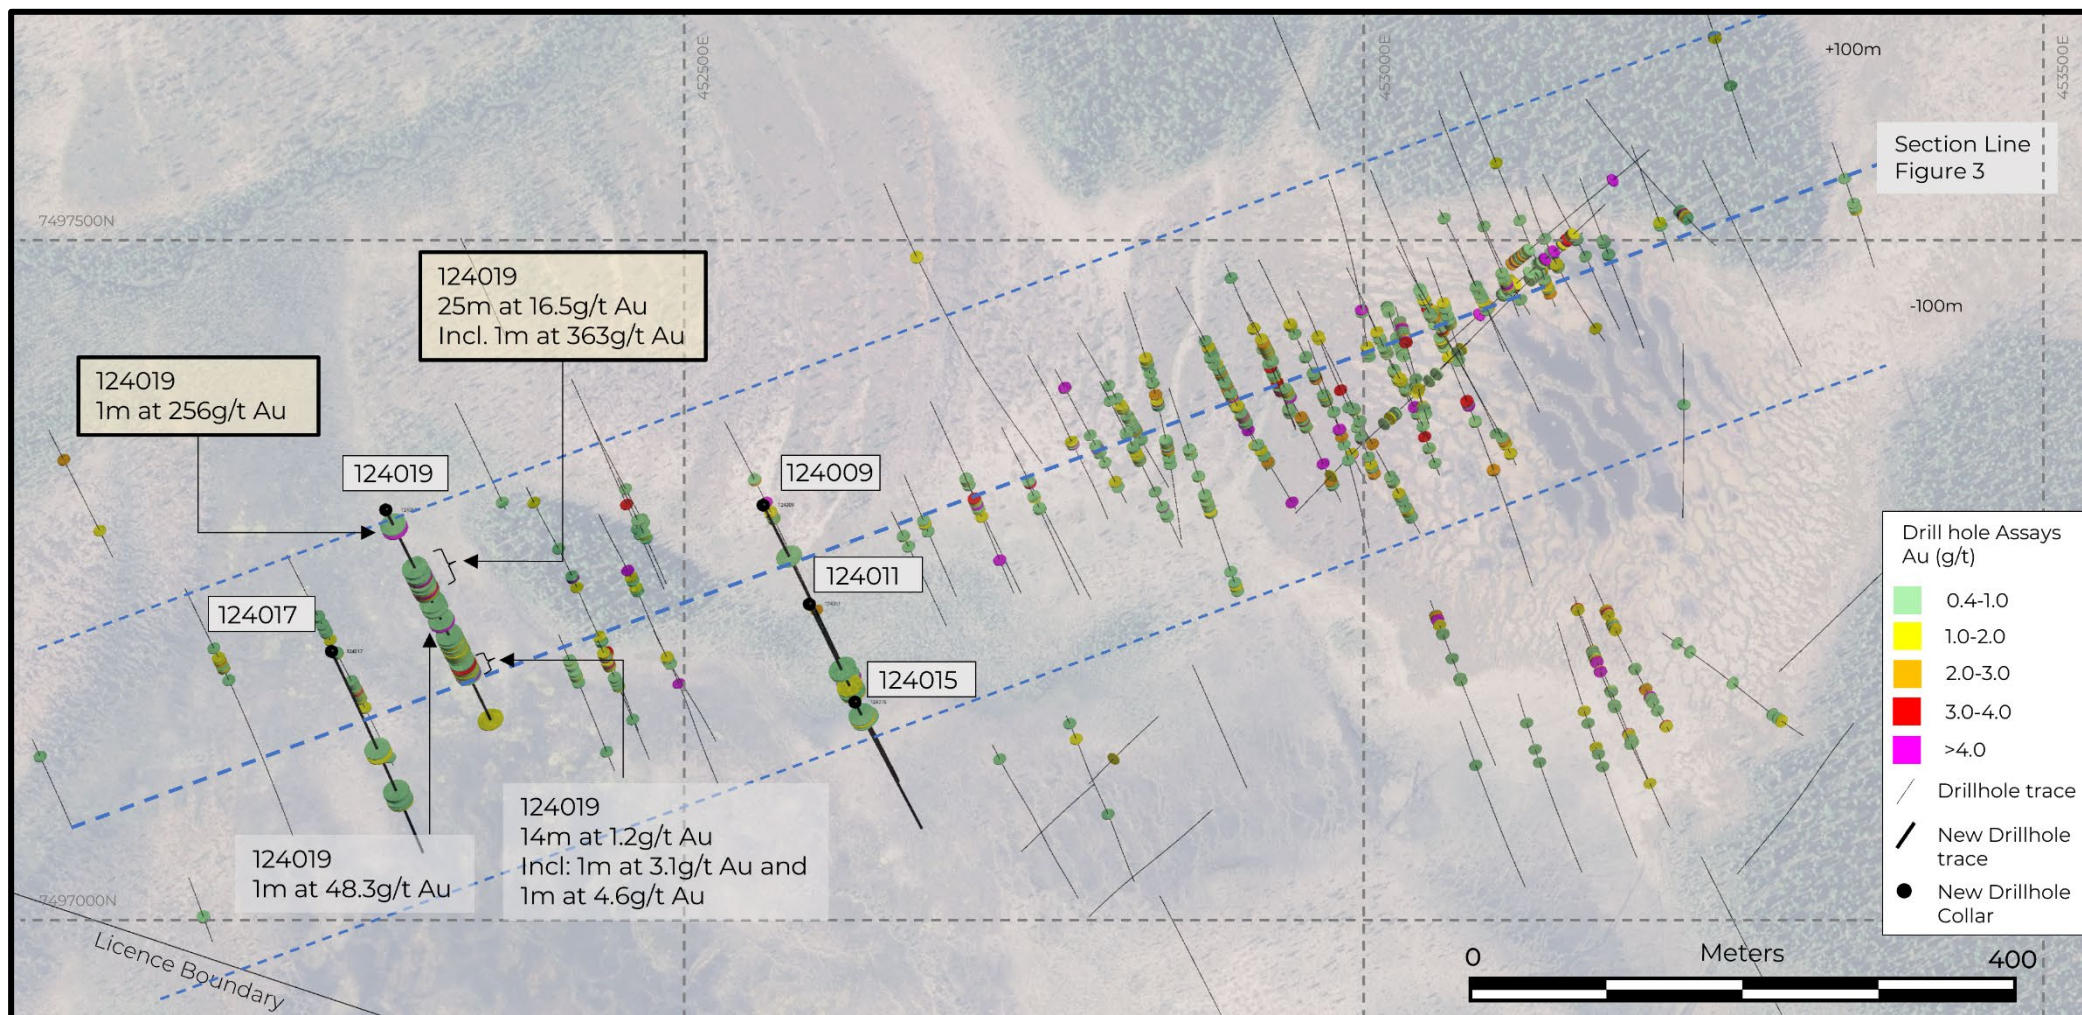 +100m
452500E
453000E
453500E
Section Line
Figure 3
7497500N
-100m
124019
25m at 16.5g/t Au
Incl. 1m at 363g/t Au
124019
1m at 256g/t Au
124019
124009
124011
124017
124015
124019
1m at 48.3g/t Au
124019
14m at 1.2g/t Au
Incl: 1m at 3.1g/t Au and
1m at 4.6g/t Au
7497000N
Licence Boundary
Drill hole Assays
Au (g/t)
0.4-1.0
1.0-2.0
2.0-3.0
3.0-4.0
>4.0
Drillhole trace
New Drillhole
trace
New Drillhole
Collar
0
Meters
400